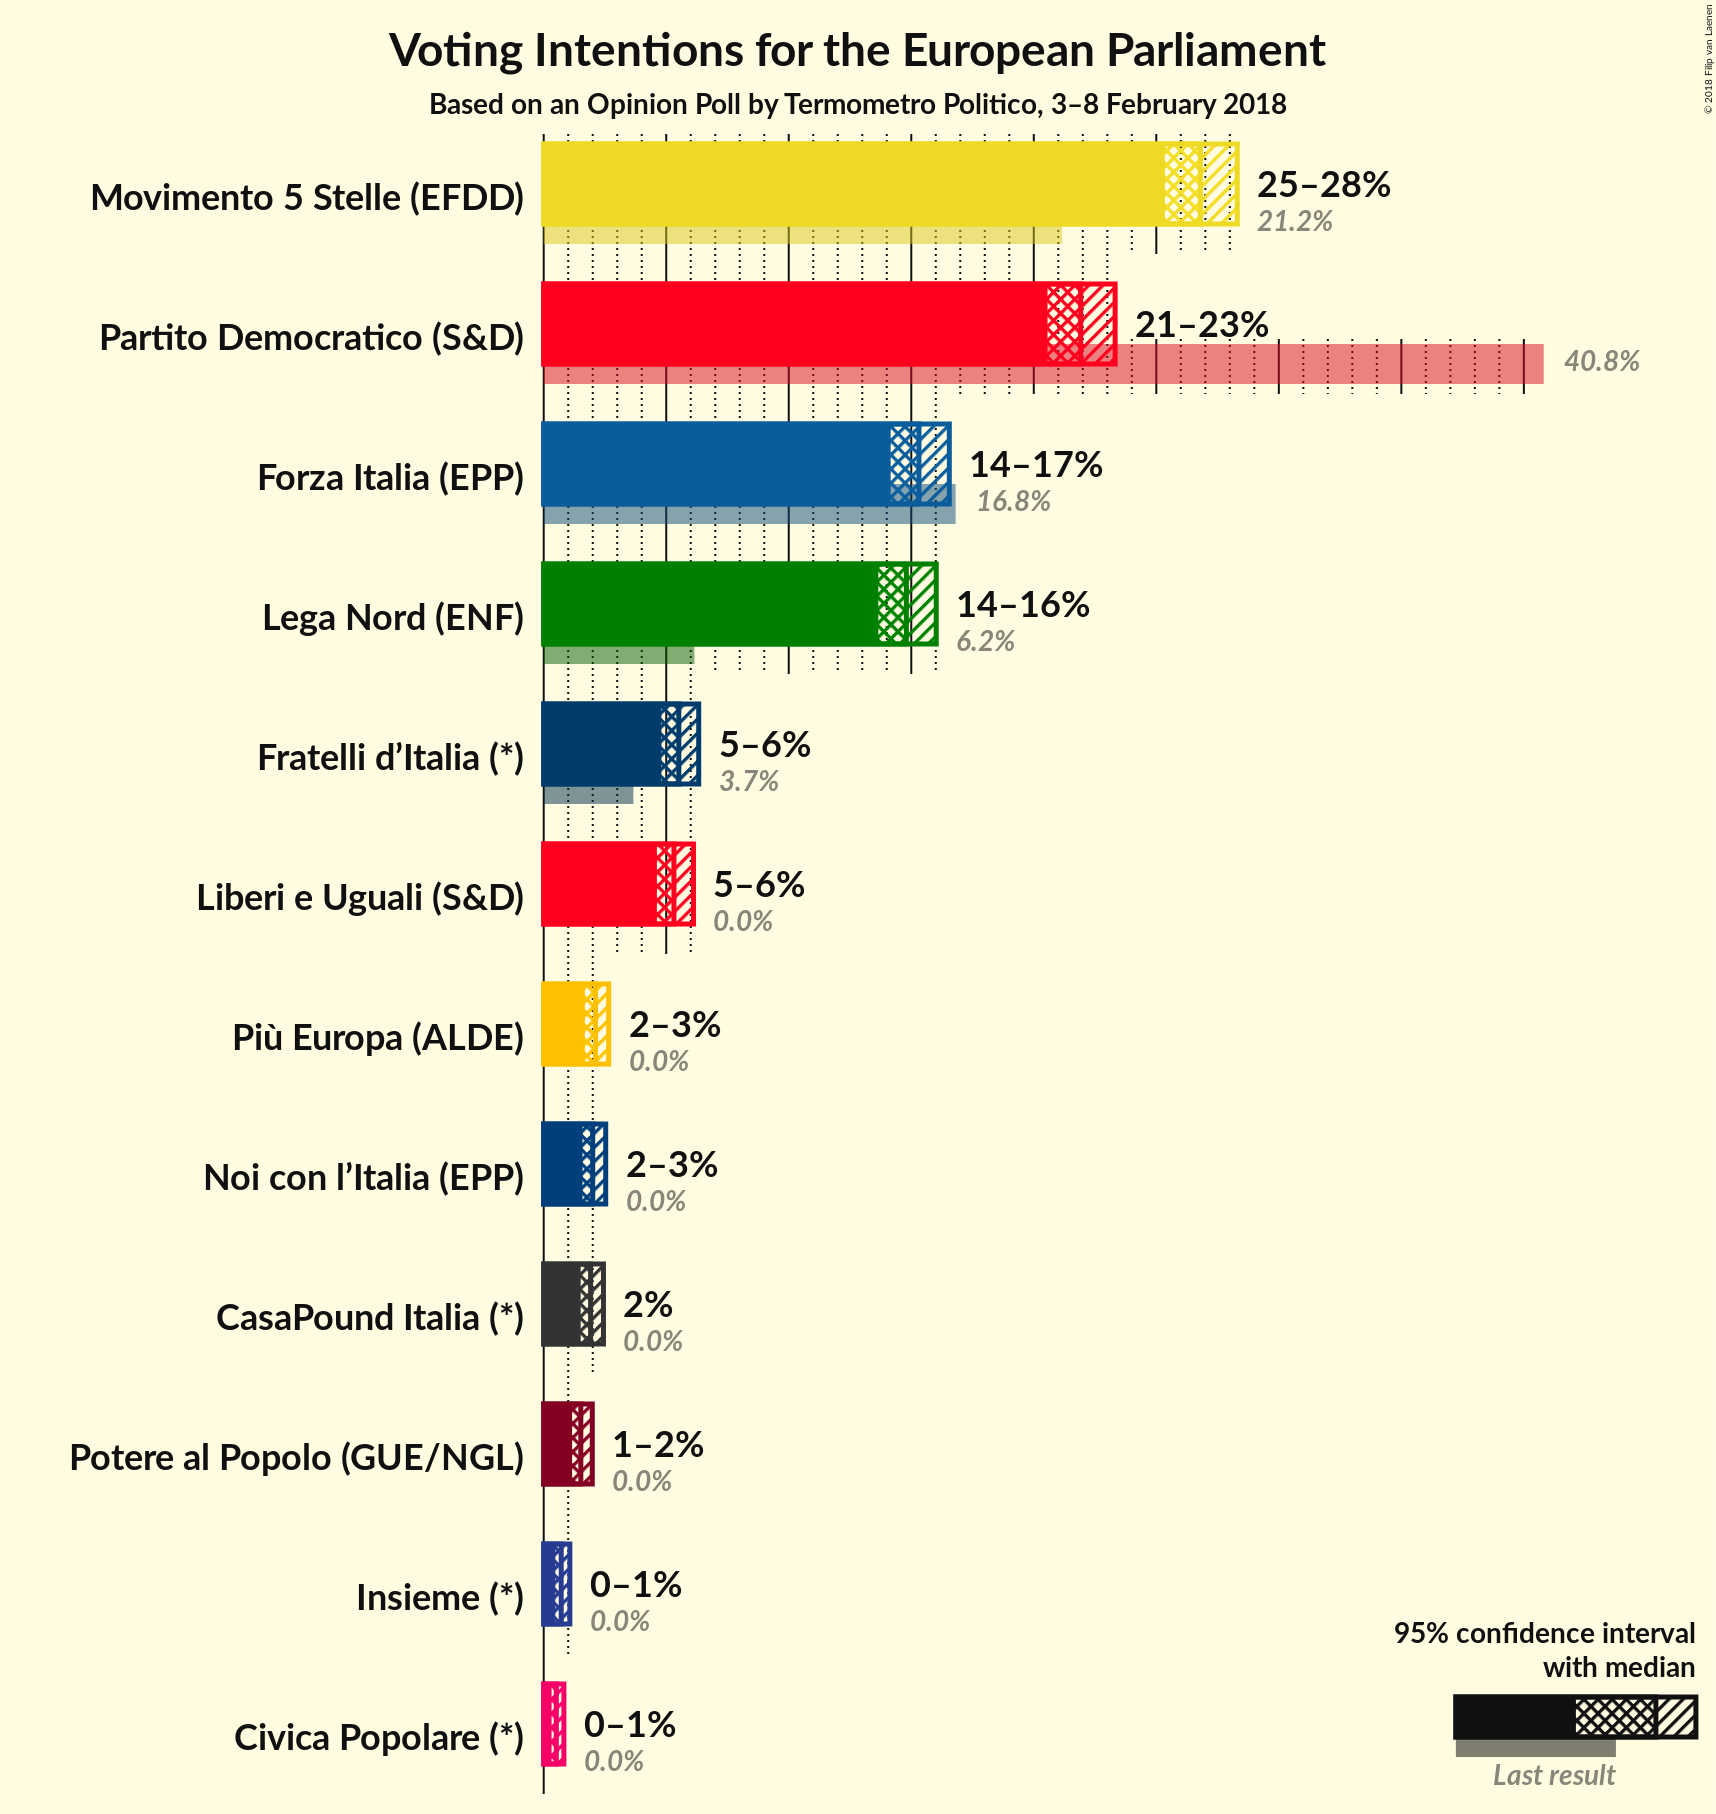 Voting Intentions for the European Parliament
Based on an Opinion Poll by Termometro Politico, 3–8 February 2018
© 2018 Filip van Laenen
Movimento 5 Stelle (EFDD)
25–28%
21.2%
Partito Democratico (S&D)
21–23%
40.8%
Forza Italia (EPP)
14–17%
16.8%
Lega Nord (ENF)
14–16%
6.2%
Fratelli d’Italia (*)
5–6%
3.7%
Liberi e Uguali (S&D)
5–6%
0.0%
Più Europa (ALDE)
2–3%
0.0%
Noi con l’Italia (EPP)
2–3%
0.0%
CasaPound Italia (*)
2%
0.0%
Potere al Popolo (GUE/NGL)
1–2%
0.0%
Insieme (*)
0–1%
0.0%
Civica Popolare (*)
0–1%
0.0%
95% confidence interval
with median
Last result